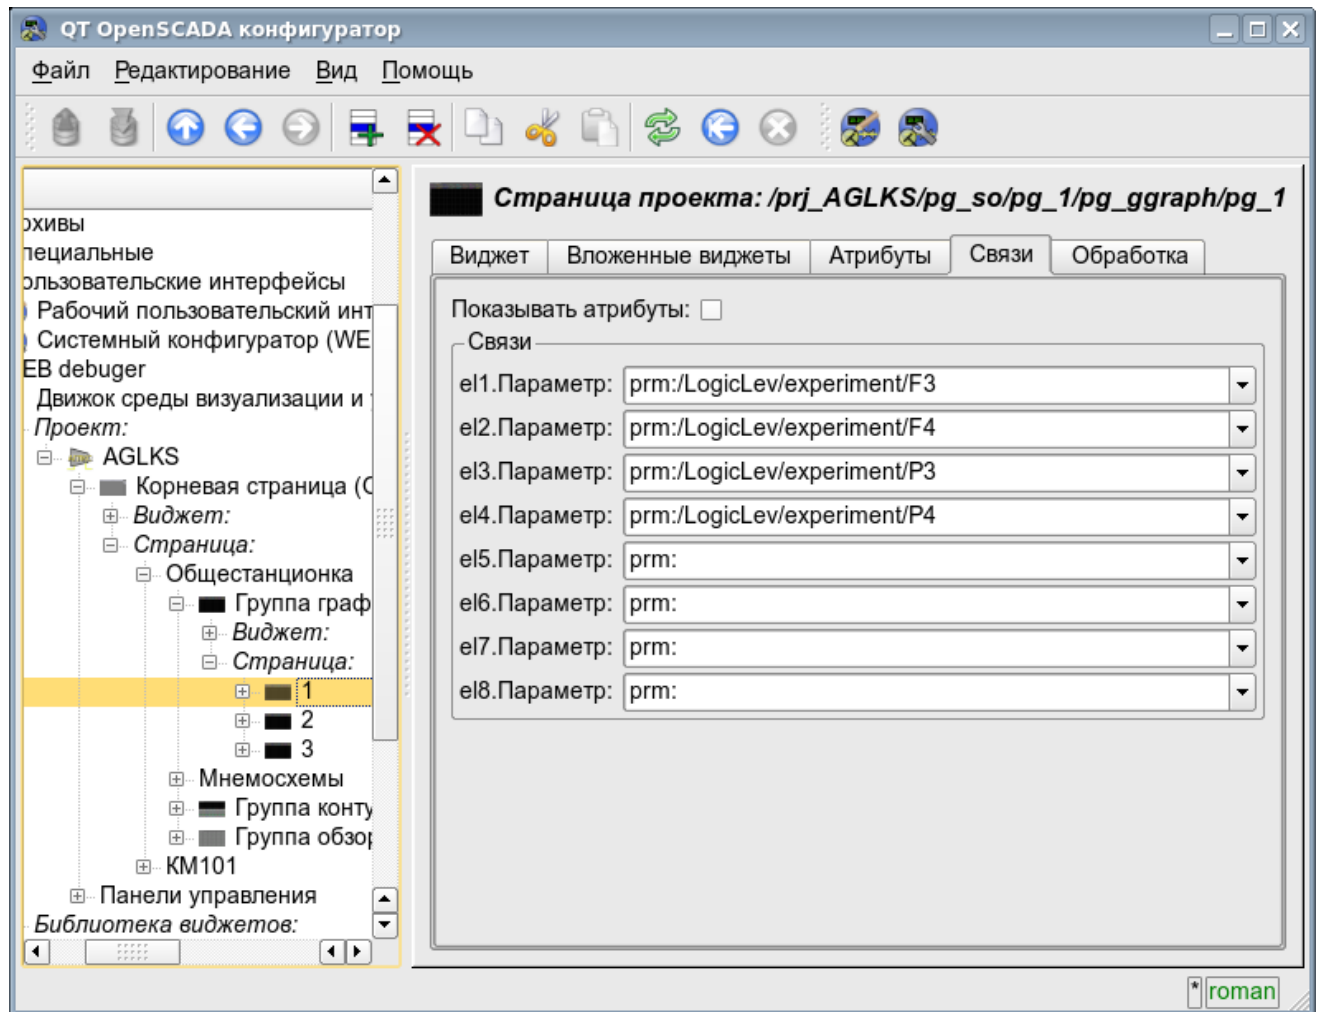 QT OpenSCADA конфигуратор
Файл Редактирование Вид Помощь
рхивы
пециальные
ользовательские интерфейсы
Рабочий пользовательский инт
Системный конфигуратор (WE
EB debuger
Движок среды визуализации и
Проект:
AGLKS
Корневая страница (
Виджет:
Страница:
Общестанционка
Группа граф
Виджет:
Страница:
1
2
3
Мнемосхемы
Группа конту
Группа обзор
КМ101
Панели управления
Библиотека виджетов:
Страница проекта: /prj_AGLKS/pg_so/pg_1/pg_ggraph/pg_1
Виджет Вложенные виджеты Атрибуты Связи Обработка
Показывать атрибуты:
Связи
el1.Параметр: prm:/LogicLev/experiment/F3
el2.Параметр: prm:/LogicLev/experiment/F4
el3.Параметр: prm:/LogicLev/experiment/P3
el4.Параметр: prm:/LogicLev/experiment/P4
el5.Параметр: prm:
el6.Параметр: prm:
el7.Параметр: prm:
el8.Параметр: prm:
* roman